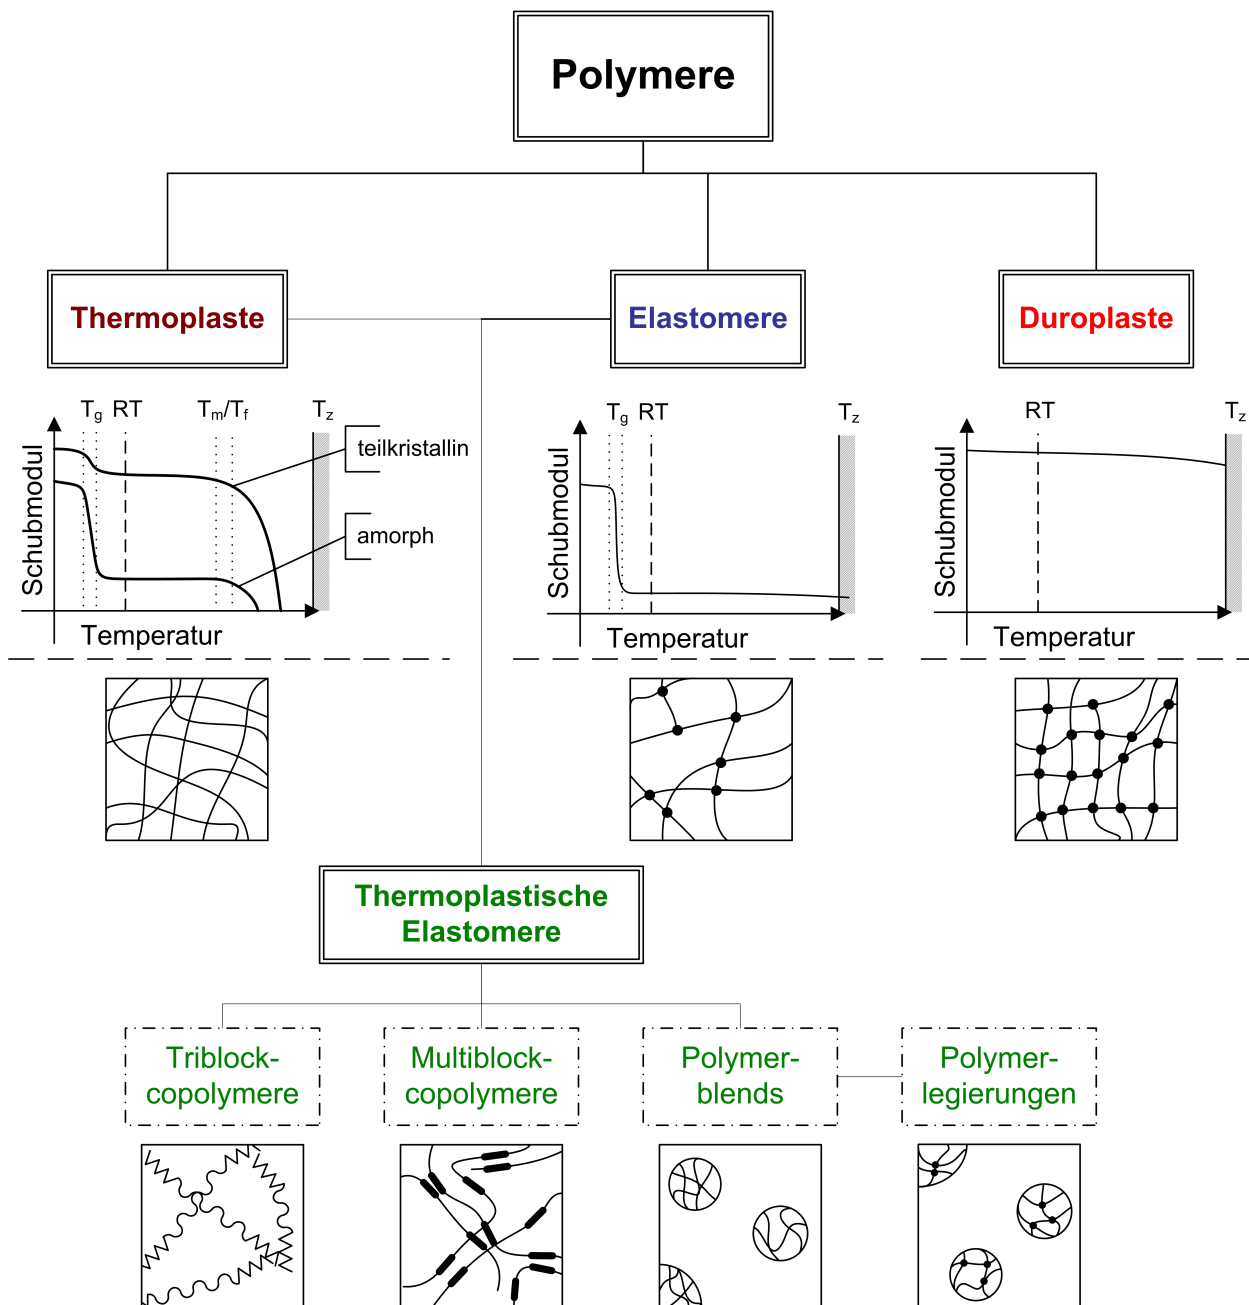 Polymere
Thermoplaste
Elastomere
Duroplaste
Tg RT Tm/Tf Tz
teilkristallin
amorph
Schubmodul
Temperatur
Tg RT Tz
Schubmodul
Temperatur
RT Tz
Schubmodul
Temperatur
Thermoplastische
Elastomere
Triblock-
copolymere
Multiblock-
copolymere
Polymer-
blends
Polymer-
legierungen